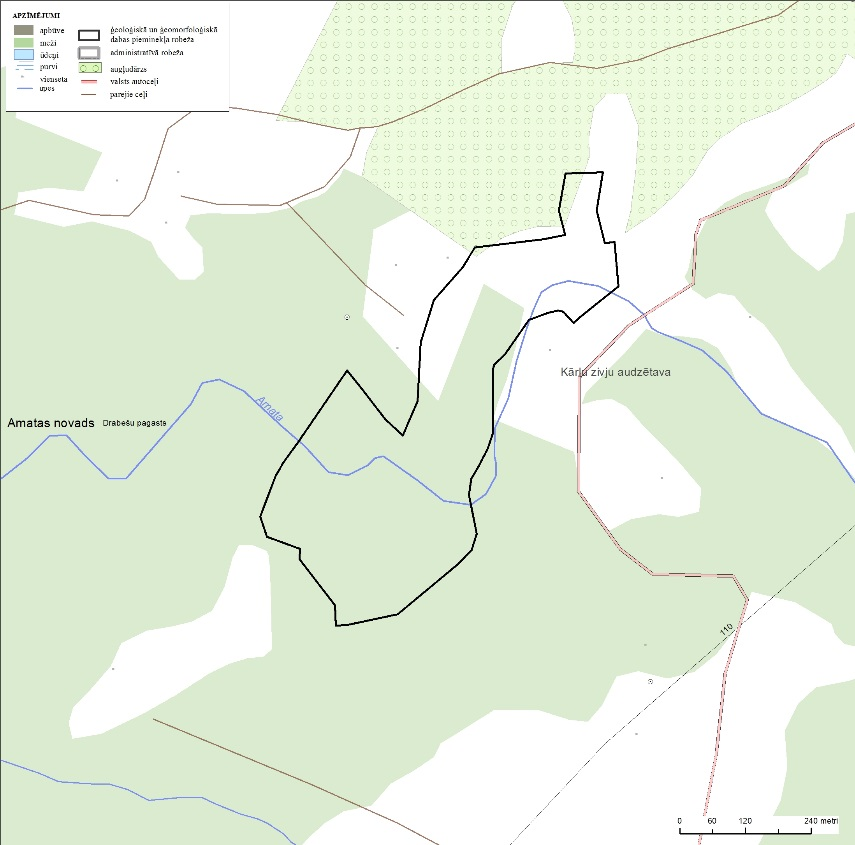 APZĪMĒJUMI
apbūve
meži
ūdeņi
purvi
viensēta
upes
ģeoloģiskā un ģeomorfoloģiskā
dabas pieminekļa robeža
administratīvā robeža
augļudārzs
valsts autoceļi
pārējie ceļi
Amata
Kārļu zivju audzētava
Amatas novads Drabešu pagasts
110
0 60 120 240 metri